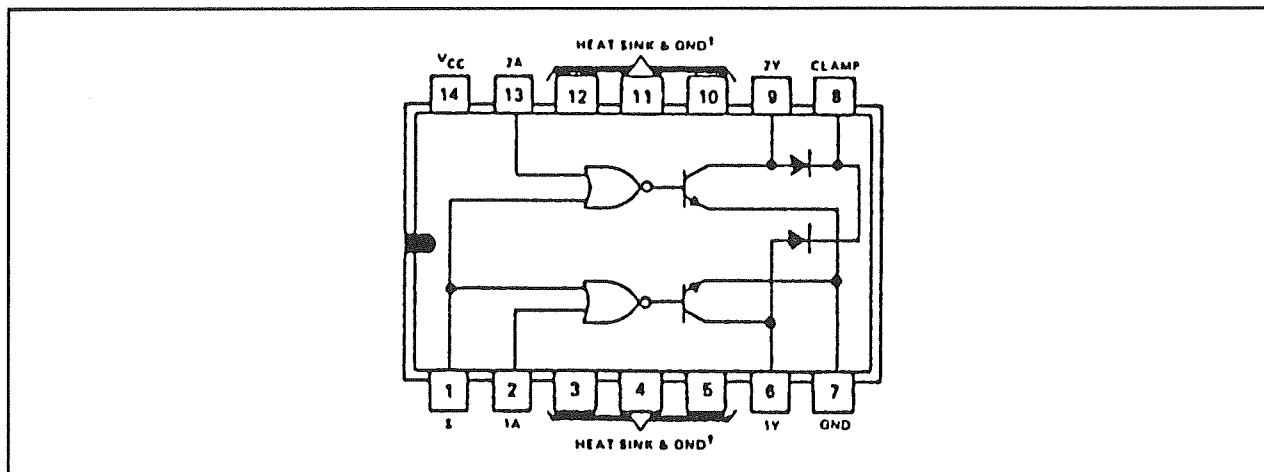 HEAT SINK & GND†
VCC 2A 2Y CLAMP
14 13 12 11 10 9 8
1 2 3 4 5 6 7
S 1A 1Y GND
HEAT SINK & GND†